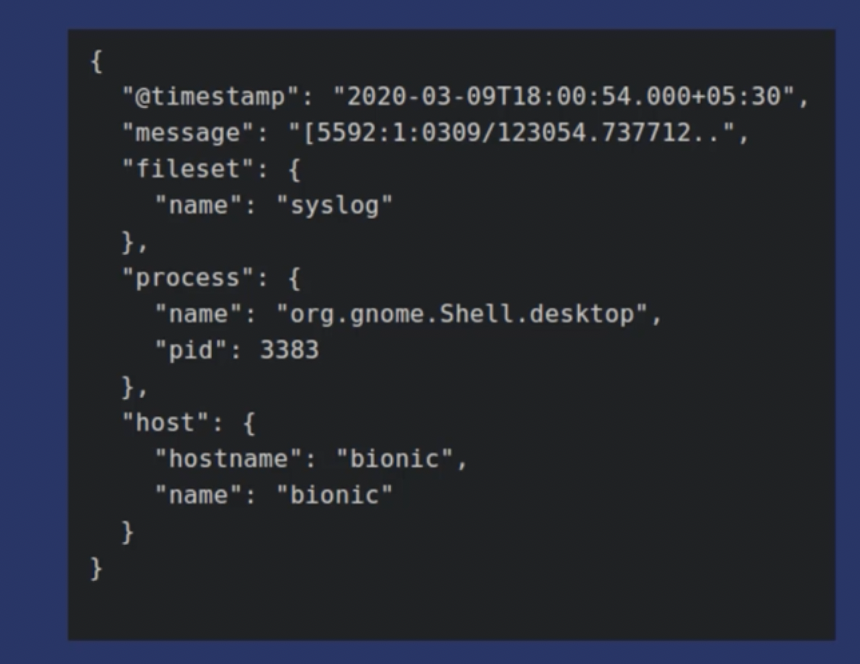 {
"@timestamp": "2020-03-09T18:00:54.000+05:30",
"message": "[5592:1:0309/123054.737712..",
"fileset": {
"name": "syslog"
},
"process": {
"name": "org.gnome.Shell.desktop",
"pid": 3383
},
"host": {
"hostname": "bionic",
"name": "bionic"
}
}